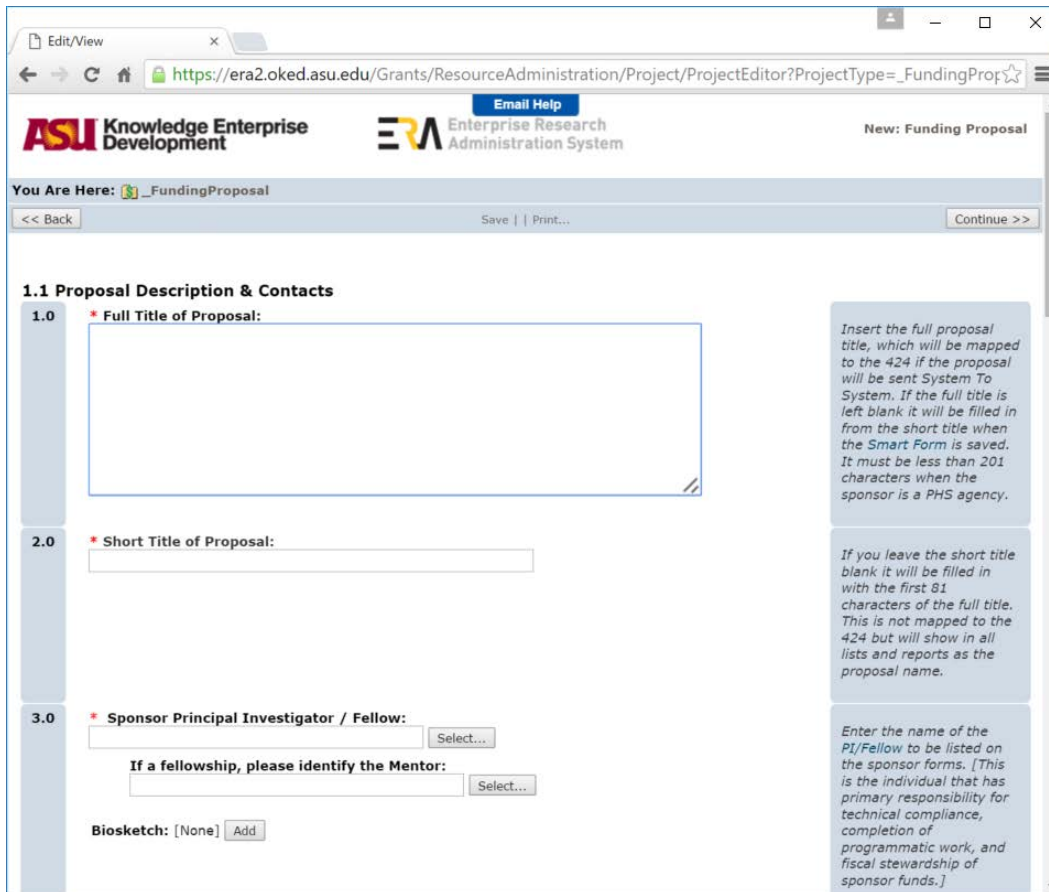 Edit/View
https://era2.oked.asu.edu/Grants/ResourceAdministration/Project/ProjectEditor?ProjectType=_FundingProp
Email Help
ASU Knowledge Enterprise
Development
ERA Enterprise Research
Administration System
New: Funding Proposal
You Are Here: _FundingProposal
<< Back
Save | | Print...
Continue >>
1.1 Proposal Description & Contacts
1.0
* Full Title of Proposal:
Insert the full proposal
title, which will be mapped
to the 424 if the proposal
will be sent System To
System. If the full title is
left blank it will be filled in
from the short title when
the Smart Form is saved.
It must be less than 201
characters when the
sponsor is a PHS agency.
2.0
* Short Title of Proposal:
If you leave the short title
blank it will be filled in
with the first 81
characters of the full title.
This is not mapped to the
424 but will show in all
lists and reports as the
proposal name.
3.0
* Sponsor Principal Investigator / Fellow:
Select...
If a fellowship, please identify the Mentor:
Select...
Biosketch: [None] Add
Enter the name of the
PI/Fellow to be listed on
the sponsor forms. [This
is the individual that has
primary responsibility for
technical compliance,
completion of
programmatic work, and
fiscal stewardship of
sponsor funds.]